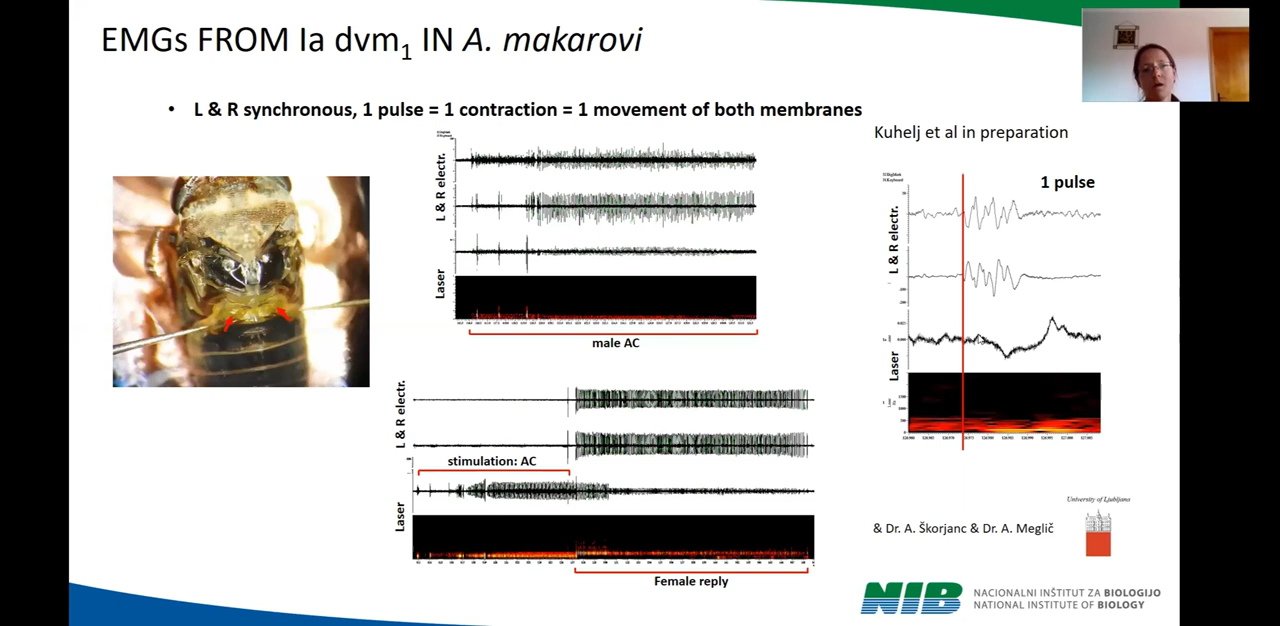 EMGs FROM Ia dvm1 IN A. makarovi
• L & R synchronous, 1 pulse = 1 contraction = 1 movement of both membranes
Kuhelj et al in preparation
L & R electr.
Laser
male AC
1 pulse
L & R electr.
Laser
L & R electr.
stimulation: AC
Laser
Female reply
University of Ljubljana
& Dr. A. Škorjanc & Dr. A. Meglič
NIB
NACIONALNI INŠTITUT ZA BIOLOGIJO
NATIONAL INSTITUTE OF BIOLOGY